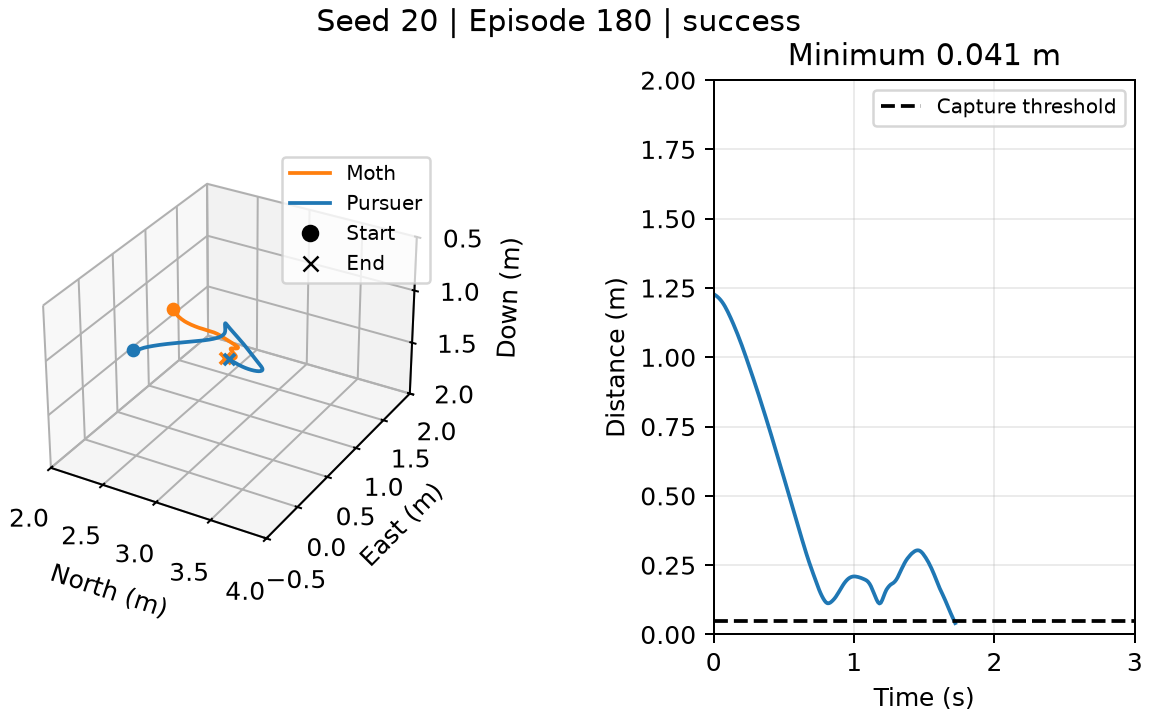 Seed 20 | Episode 180 | success
Moth
Pursuer
Start
End
0.5
1.0
1.5
2.0
Down (m)
2.0
1.5
1.0
0.5
0.0
−0.5
East (m)
2.0
2.5
3.0
3.5
4.0
North (m)
Minimum 0.041 m
Capture threshold
2.00
1.75
1.50
1.25
1.00
0.75
0.50
0.25
0.00
Distance (m)
0
1
2
3
Time (s)